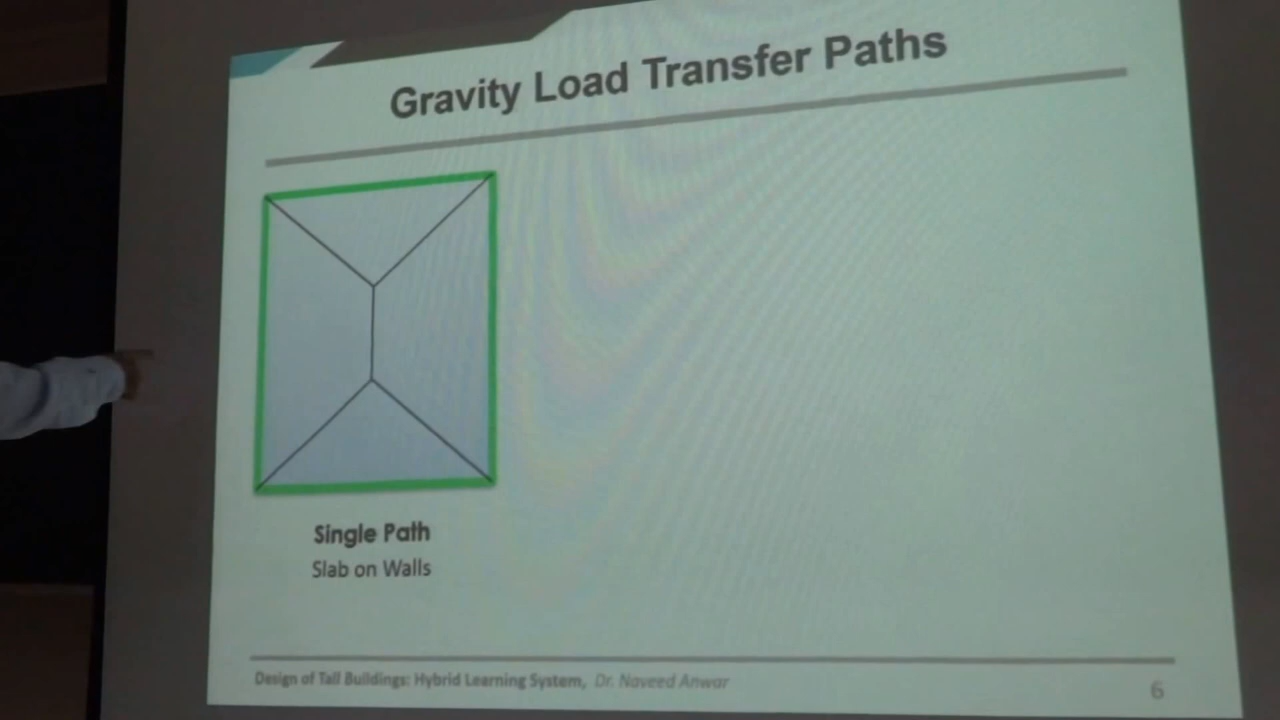 Gravity Load Transfer Paths
Single Path
Slab on Walls
Design of Tall Buildings: Hybrid Learning System, Dr. Naveed Anwar
6